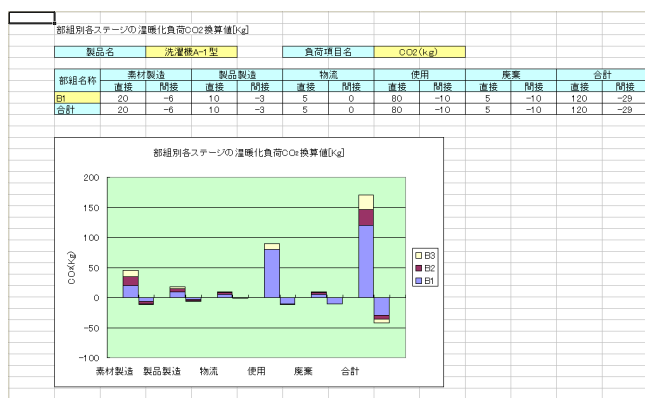 部組別各ステージの温暖化負荷CO2換算値[Kg]
製品名 洗濯機A-1型 負荷項目名 CO2(kg)
部組名称 素材製造 製品製造 物流 使用 廃棄 合計
直接 間接 直接 間接 直接 間接 直接 間接 直接 間接 直接 間接
B1 20 -6 10 -3 5 0 80 -10 5 -10 120 -29
合計 20 -6 10 -3 5 0 80 -10 5 -10 120 -29
部組別各ステージの温暖化負荷CO2換算値[Kg]
200
150
100
50
0
-50
-100
CO2(Kg)
素材製造 製品製造 物流 使用 廃棄 合計
B3
B2
B1